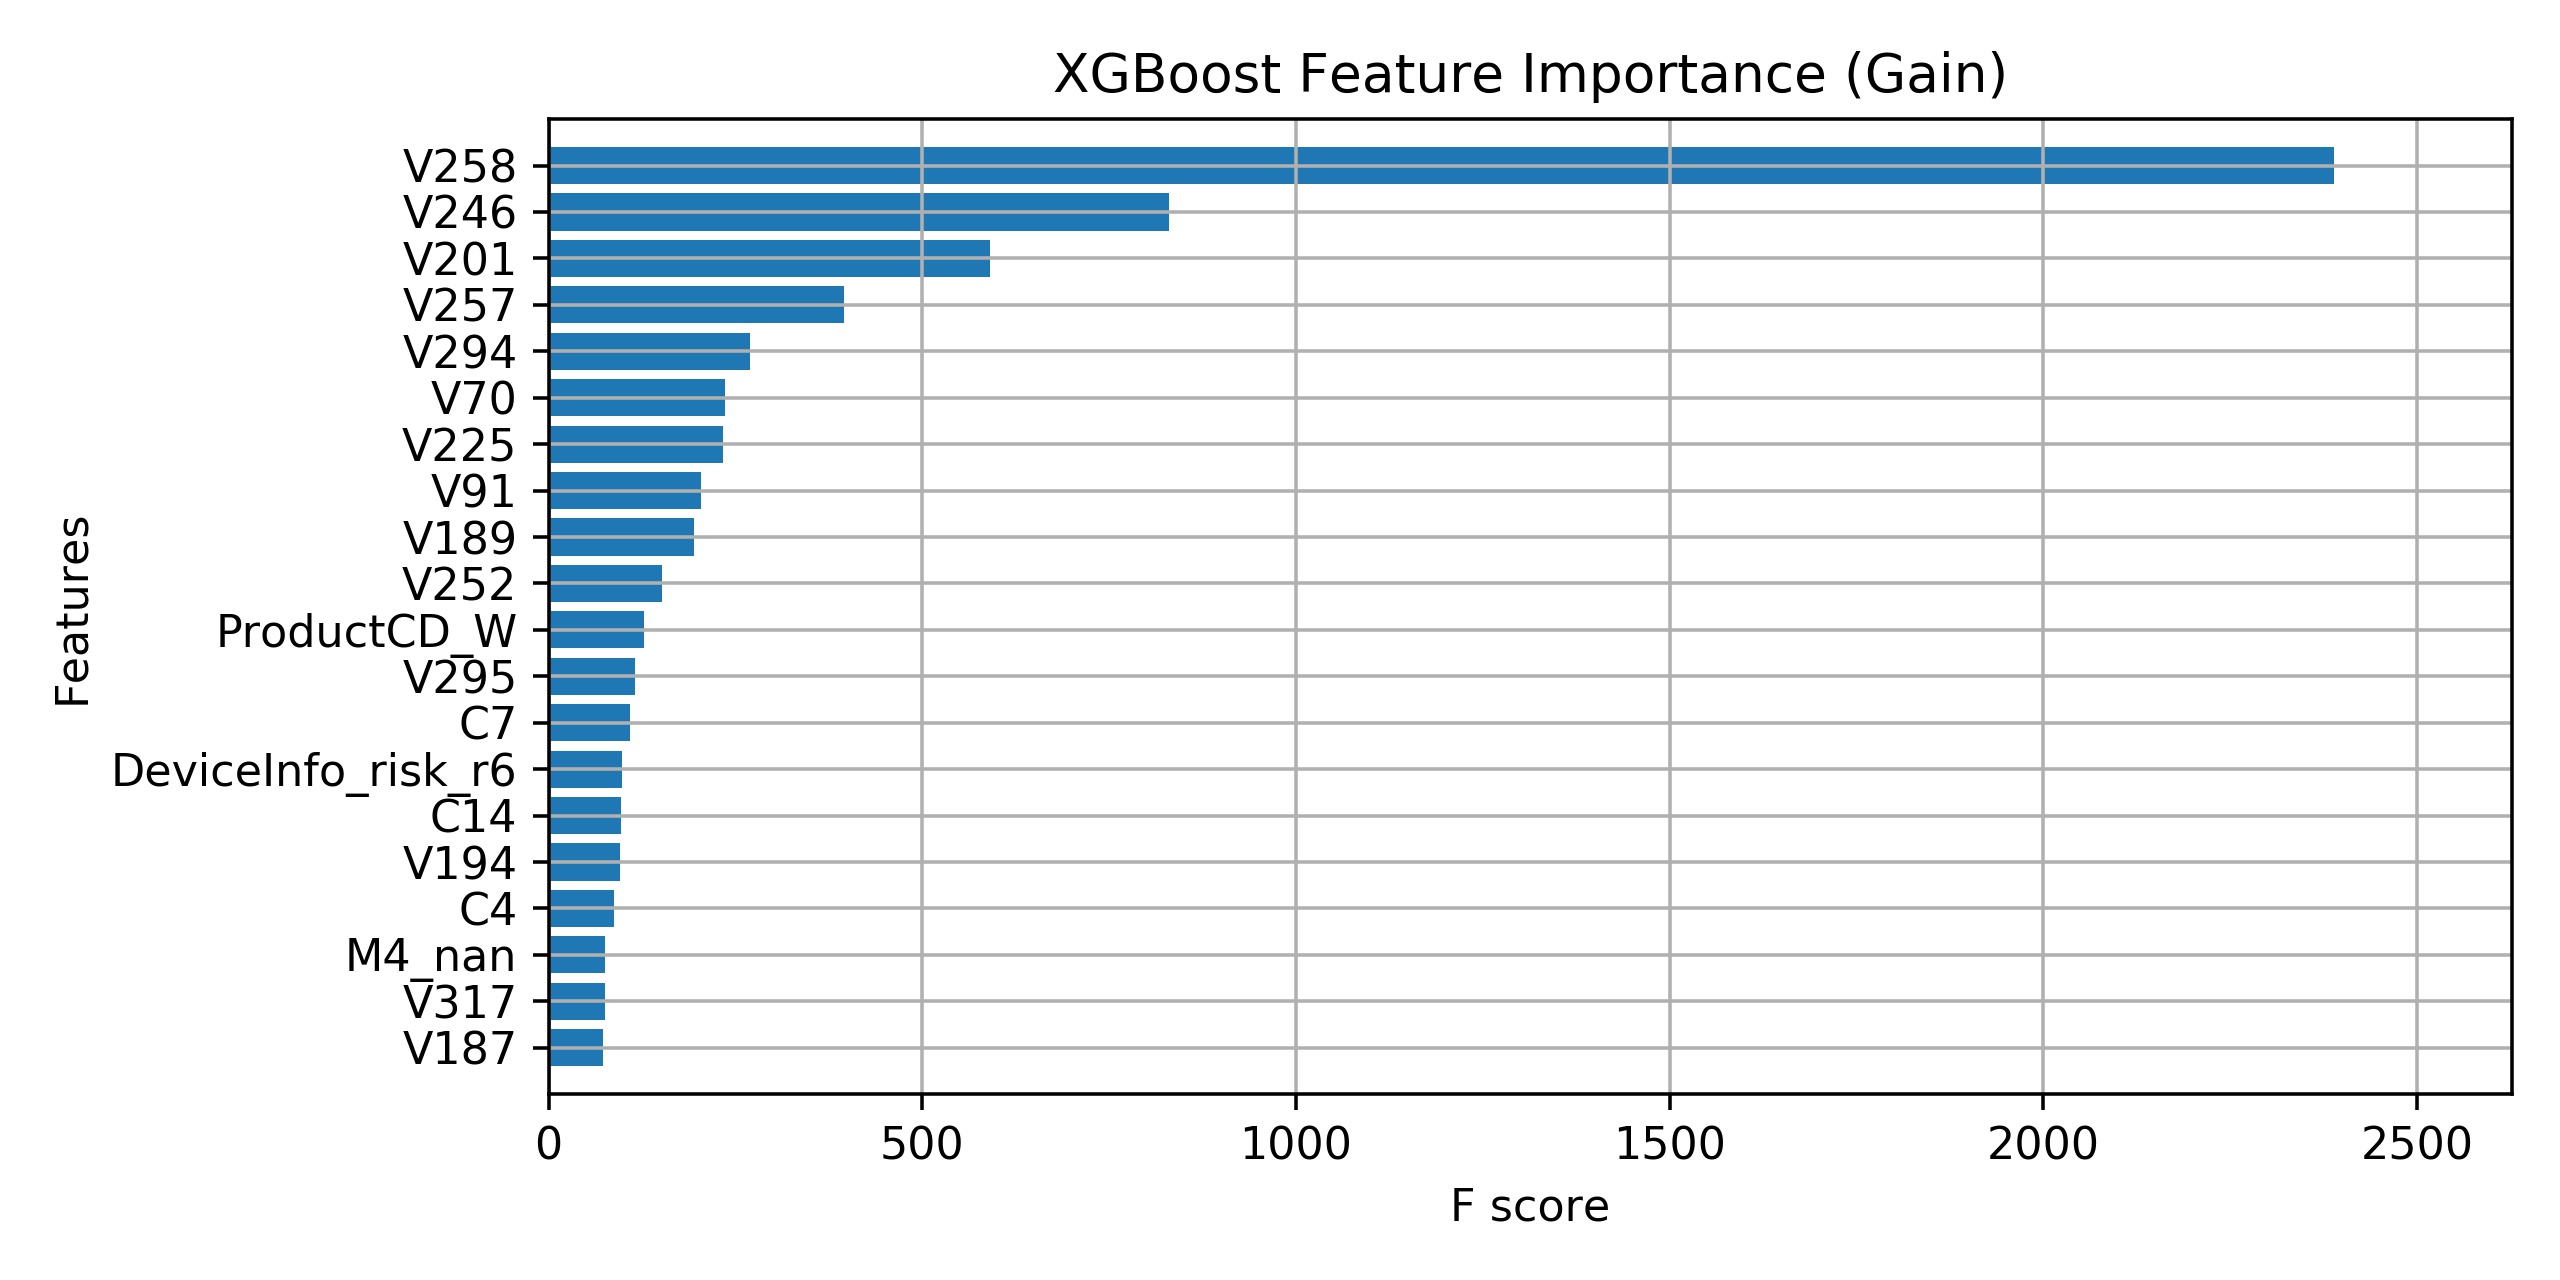 XGBoost Feature Importance (Gain)
Features
V258
V246
V201
V257
V294
V70
V225
V91
V189
V252
ProductCD_W
V295
C7
DeviceInfo_risk_r6
C14
V194
C4
M4_nan
V317
V187
0 500 1000 1500 2000 2500
F score